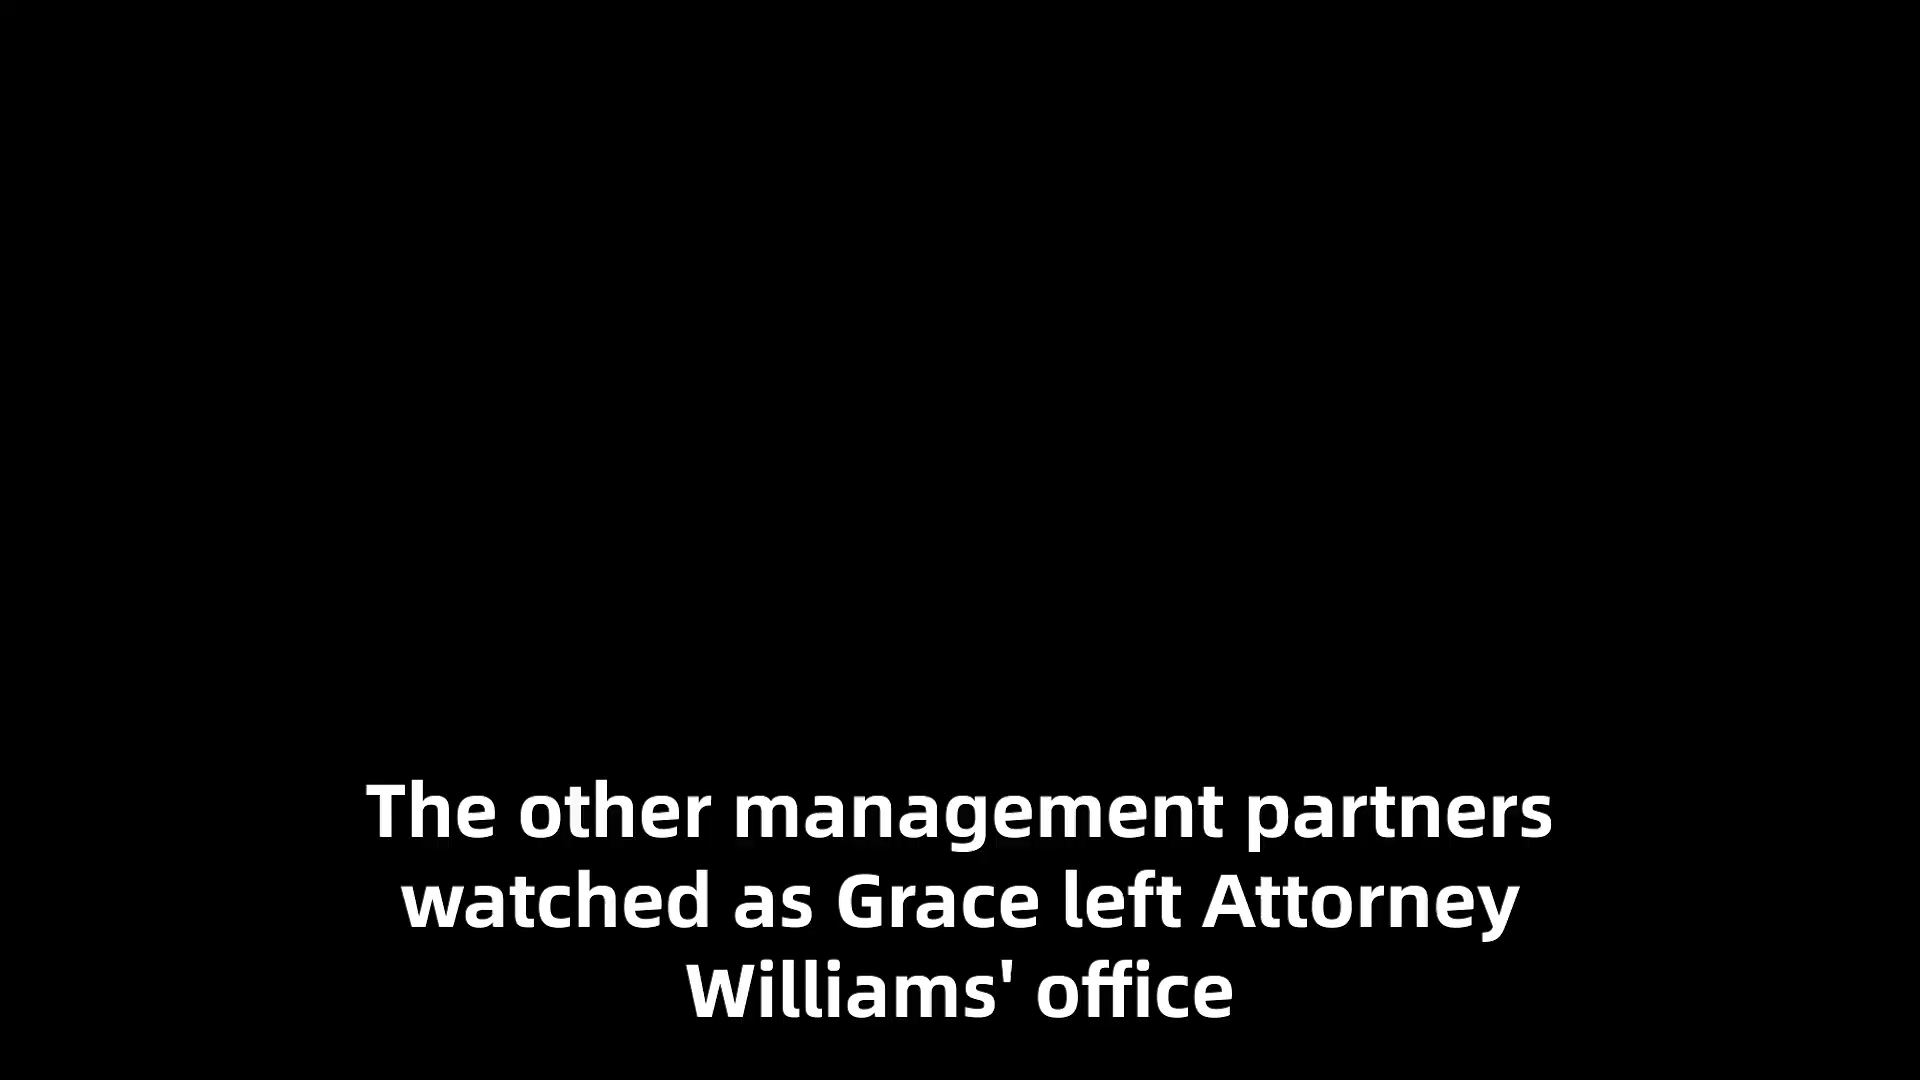 The other management partners
watched as Grace left Attorney
Williams' office